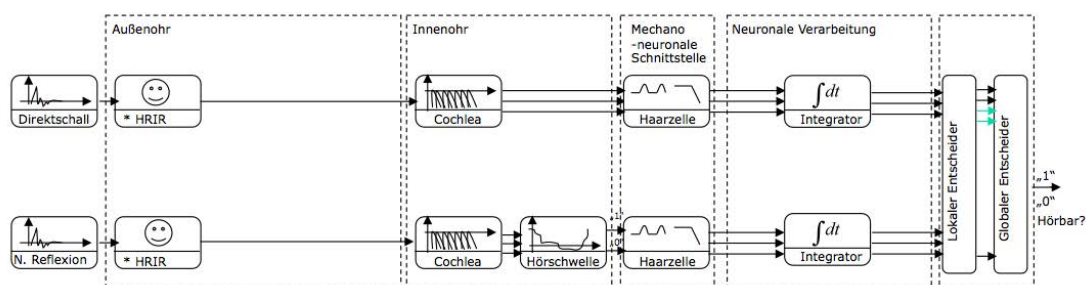 Außenohr
Innenohr
Mechano
-neuronale
Schnittstelle
Neuronale Verarbeitung
Direktschall
* HRIR
Cochlea
Haarzelle
∫dt
Integrator
Lokaler Entscheider
Globaler Entscheider
„1“
„0“
Hörbar?
N. Reflexion
* HRIR
Cochlea
Hörschwelle
„1“
„0“
Haarzelle
∫dt
Integrator